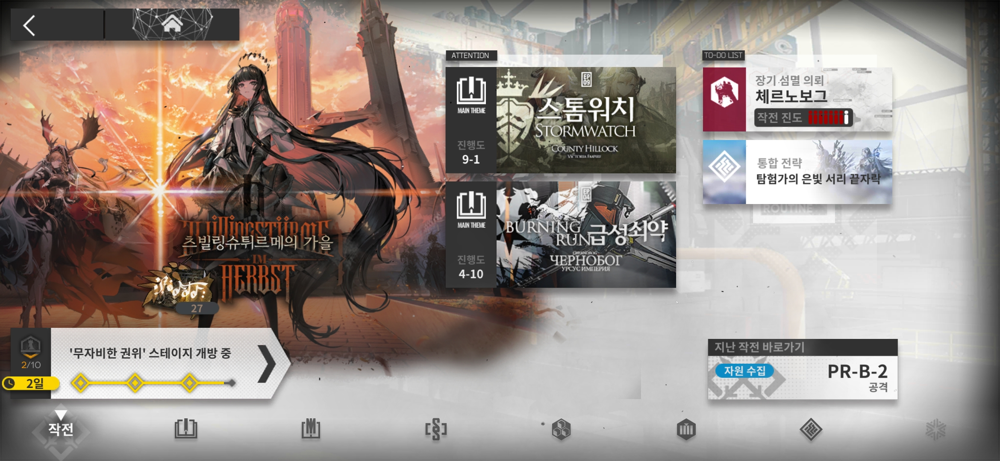 ATTENTION
MAIN THEME
진행도
9-1
EP
09
스톰워치
STORMWATCH
COUNTY HILLOCK
VICTORIA EMPIRE
MAIN THEME
진행도
4-10
EP
04
BURNING
RUN
급성쇠약
CHERNOBOG
ЧЕРНОБОГ
УРСУС ИМПЕРИЯ
TO-DO LIST
장기 섬멸 의뢰
체르노보그
작전 진도
통합 전략
탐험가의 은빛 서리 끝자락
ROUTINE
츠빌링슈튀르메의 가을
IM
HERBST
27
2/10
2일
'무자비한 권위' 스테이지 개방 중
지난 작전 바로가기
자원 수집
PR-B-2
공격
작전